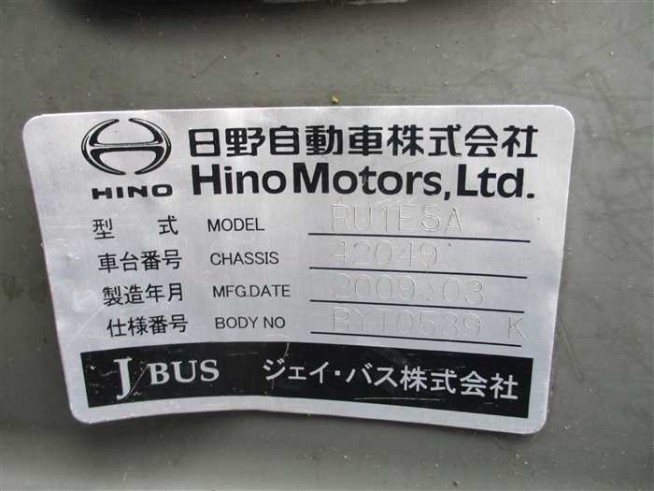 日野自動車株式会社
HINO Hino Motors, Ltd.
型 式 MODEL RU1ESA
車台番号 CHASSIS 42049
製造年月 MFG.DATE 2009.03
仕様番号 BODY NO
J BUS ジェイ・バス株式会社